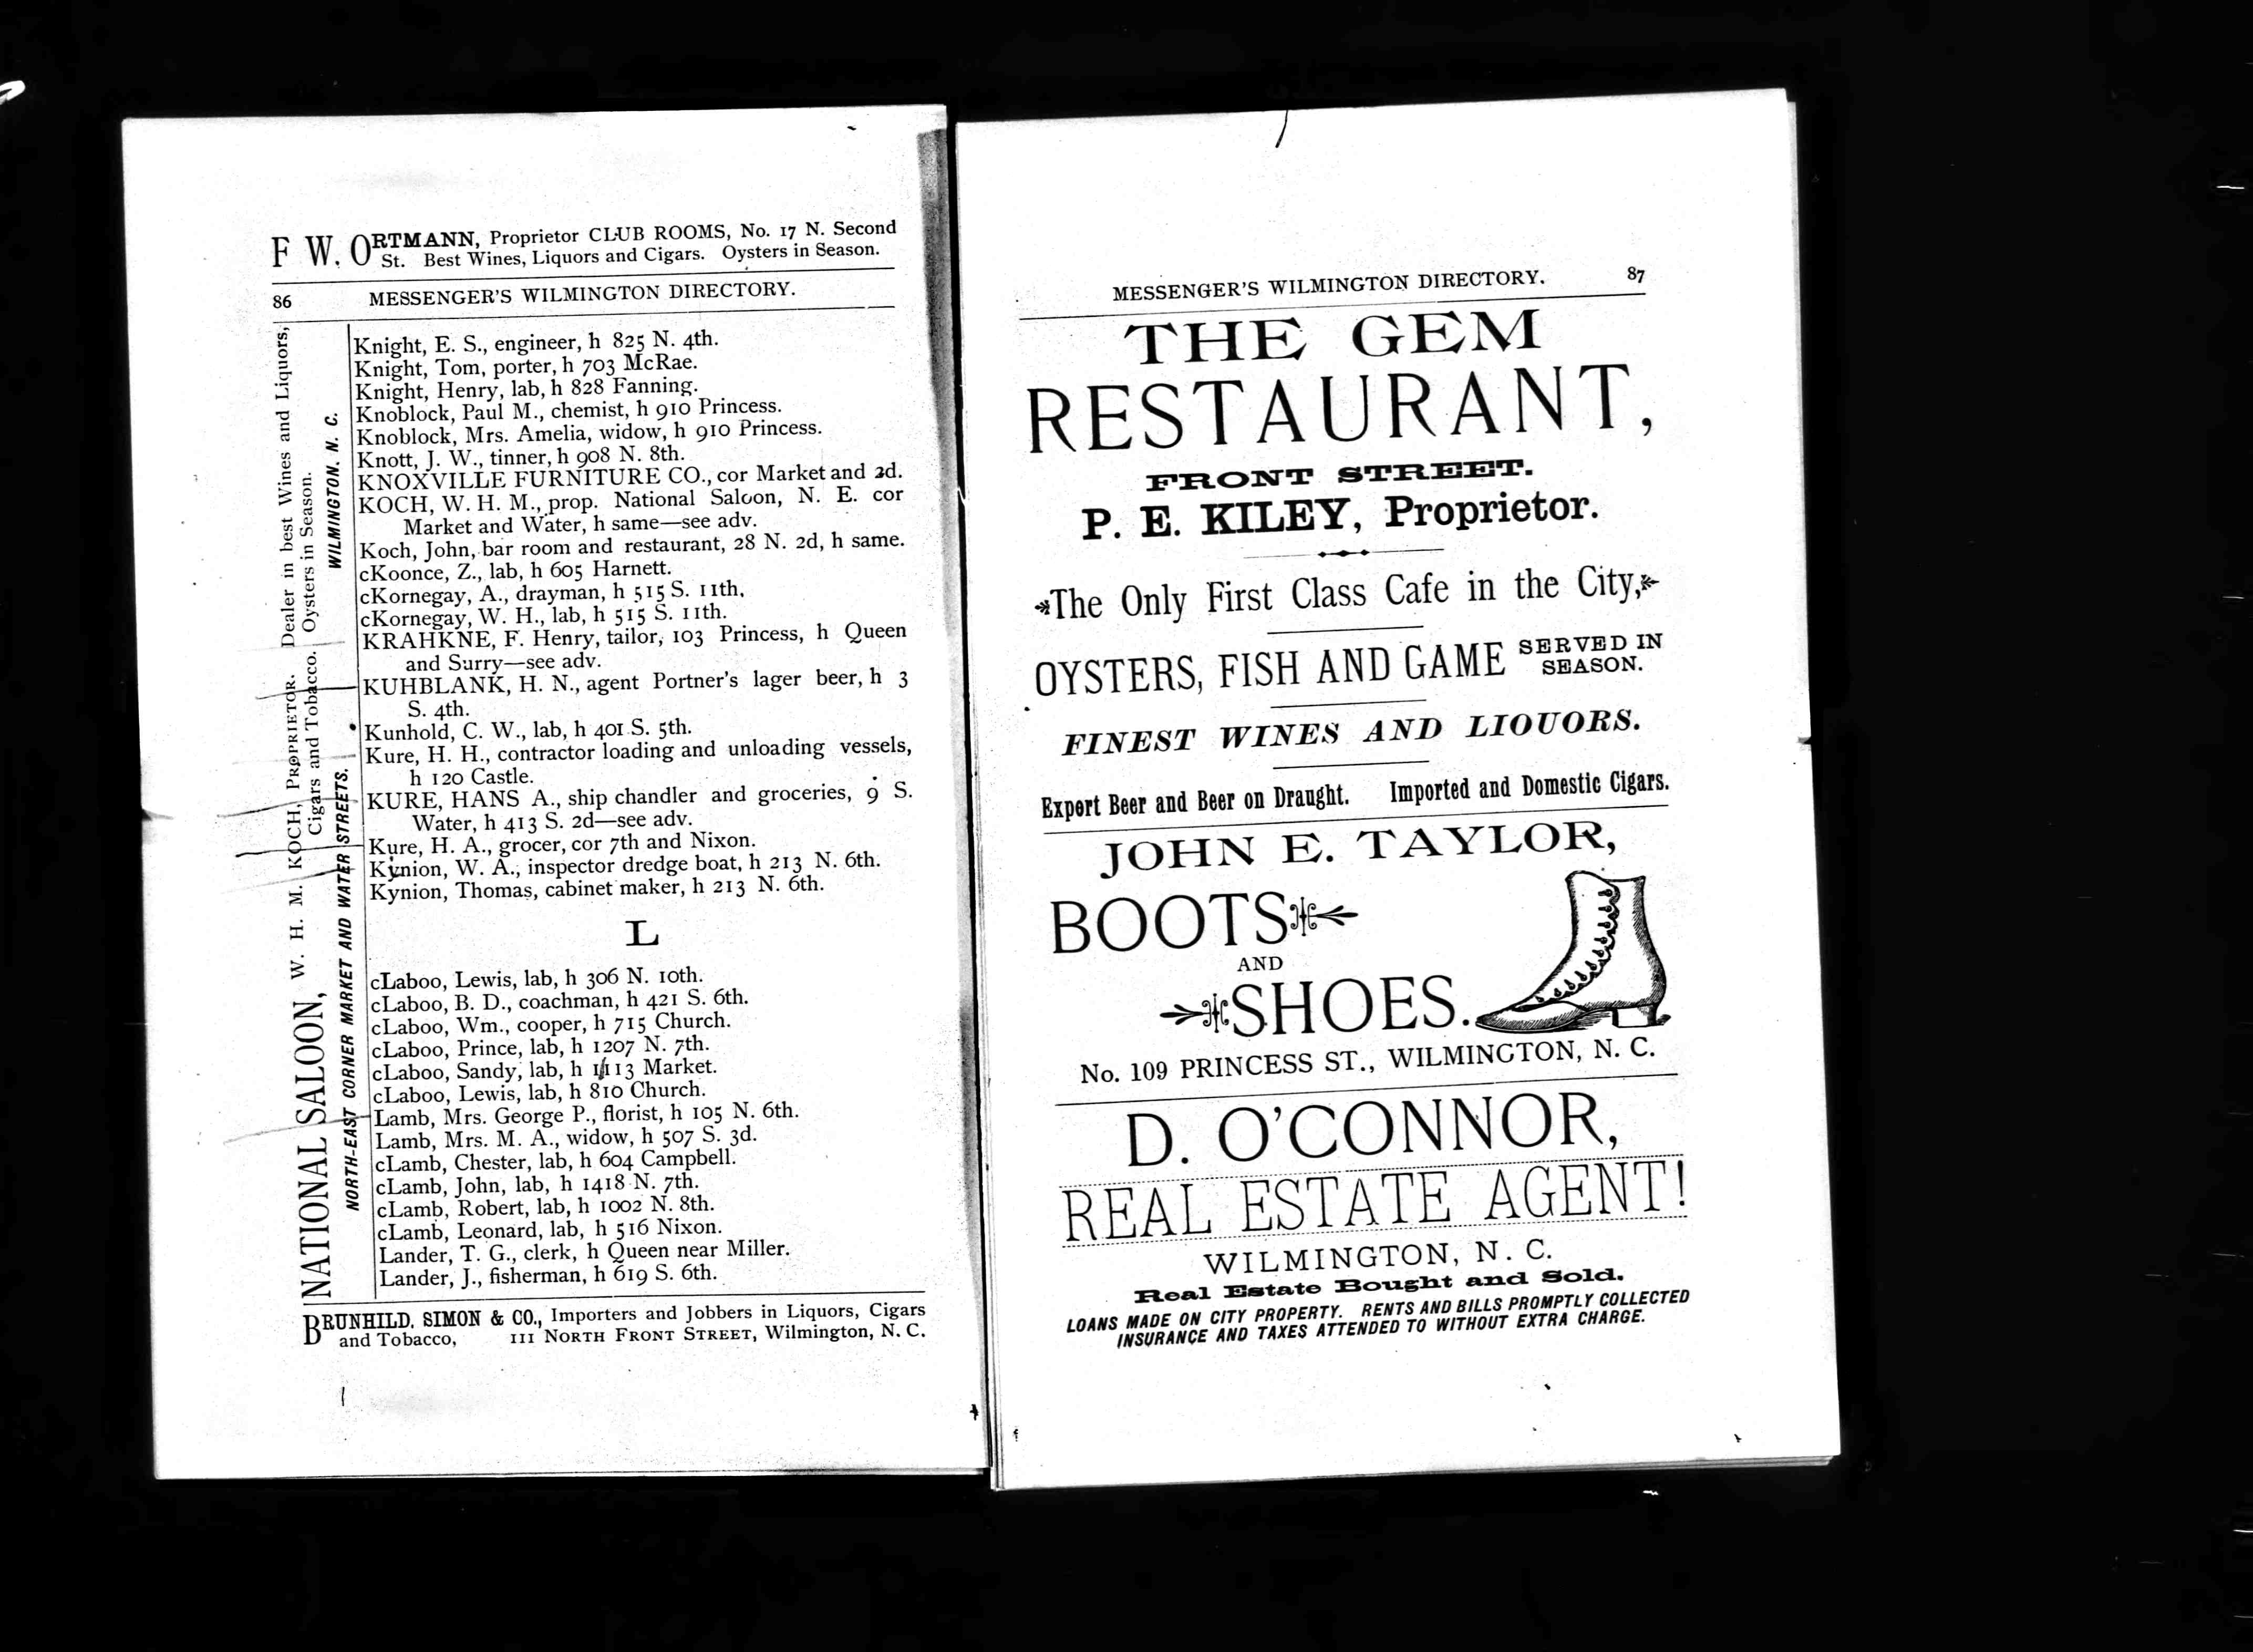 F W. ORTMANN, Proprietor CLUB ROOMS, No. 17 N. Second
St. Best Wines, Liquors and Cigars. Oysters in Season.
86 MESSENGER'S WILMINGTON DIRECTORY.
NATIONAL SALOON, W. H. M. KOCH, PROPRIETOR. Dealer in best Wines and Liquors,
Cigars and Tobacco. Oysters in Season.
NORTH-EAST CORNER MARKET AND WATER STREETS. WILMINGTON. N. C.
Knight, E. S., engineer, h 825 N. 4th.
Knight, Tom, porter, h 703 McRae.
Knight, Henry, lab, h 828 Fanning.
Knoblock, Paul M., chemist, h 910 Princess.
Knoblock, Mrs. Amelia, widow, h 910 Princess.
Knott, J. W., tinner, h 908 N. 8th.
KNOXVILLE FURNITURE CO., cor Market and 2d.
KOCH, W. H. M., prop. National Saloon, N. E. cor
Market and Water, h same—see adv.
Koch, John, bar room and restaurant, 28 N. 2d, h same.
cKoonce, Z., lab, h 605 Harnett.
cKornegay, A., drayman, h 515 S. 11th.
cKornegay, W. H., lab, h 515 S. 11th.
KRAHKNE, F. Henry, tailor, 103 Princess, h Queen
and Surry—see adv.
KUHBLANK, H. N., agent Portner's lager beer, h 3
S. 4th.
Kunhold, C. W., lab, h 401 S. 5th.
Kure, H. H., contractor loading and unloading vessels,
h 120 Castle.
KURE, HANS A., ship chandler and groceries, 9 S.
Water, h 413 S. 2d—see adv.
Kure, H. A., grocer, cor 7th and Nixon.
Kynion, W. A., inspector dredge boat, h 213 N. 6th.
Kynion, Thomas, cabinet maker, h 213 N. 6th.
L
cLaboo, Lewis, lab, h 306 N. 10th.
cLaboo, B. D., coachman, h 421 S. 6th.
cLaboo, Wm., cooper, h 715 Church.
cLaboo, Prince, lab, h 1207 N. 7th.
cLaboo, Sandy, lab, h 1113 Market.
cLaboo, Lewis, lab, h 810 Church.
Lamb, Mrs. George P., florist, h 105 N. 6th.
Lamb, Mrs. M. A., widow, h 507 S. 3d.
cLamb, Chester, lab, h 604 Campbell.
cLamb, John, lab, h 1418 N. 7th.
cLamb, Robert, lab, h 1002 N. 8th.
cLamb, Leonard, lab, h 516 Nixon.
Lander, T. G., clerk, h Queen near Miller.
Lander, J., fisherman, h 619 S. 6th.
BRUNHILD, SIMON & CO., Importers and Jobbers in Liquors, Cigars
and Tobacco, 111 NORTH FRONT STREET, Wilmington, N. C.
MESSENGER'S WILMINGTON DIRECTORY. 87
THE GEM
RESTAURANT,
FRONT STREET.
P. E. KILEY, Proprietor.
The Only First Class Cafe in the City,
OYSTERS, FISH AND GAME SERVED IN
SEASON.
FINEST WINES AND LIQUORS.
Export Beer and Beer on Draught. Imported and Domestic Cigars.
JOHN E. TAYLOR,
BOOTS
AND
SHOES.
No. 109 PRINCESS ST., WILMINGTON, N. C.
D. O'CONNOR,
REAL ESTATE AGENT!
WILMINGTON, N. C.
Real Estate Bought and Sold.
LOANS MADE ON CITY PROPERTY. RENTS AND BILLS PROMPTLY COLLECTED
INSURANCE AND TAXES ATTENDED TO WITHOUT EXTRA CHARGE.